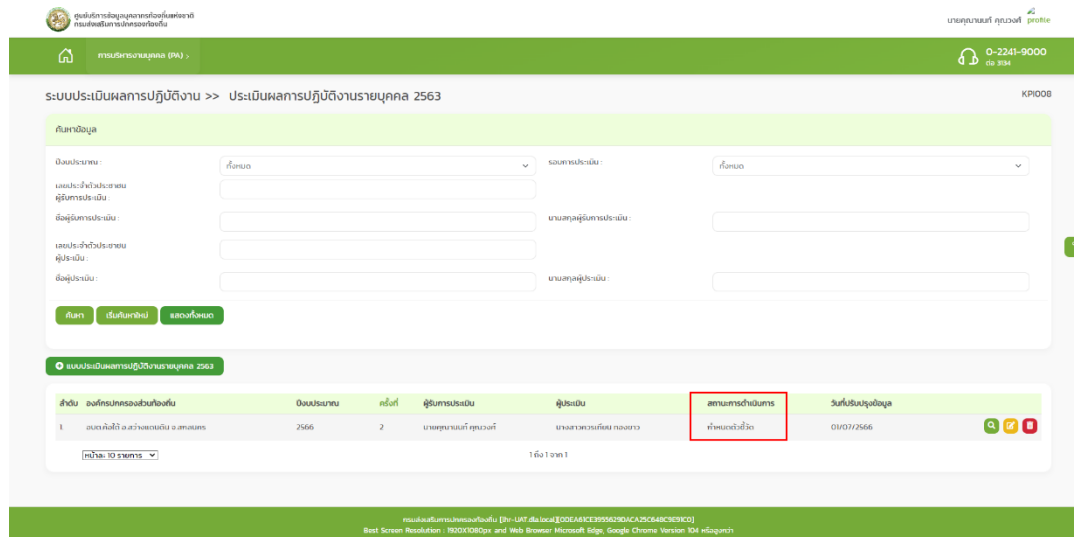 ศูนย์บริการข้อมูลบุคลากรท้องถิ่นแห่งชาติ
กรมส่งเสริมการปกครองท้องถิ่น
นายคุณานนท์ คุณวงศ์ profile
การบริหารงานบุคคล (PA) >
0-2241-9000
ต่อ 3134
ระบบประเมินผลการปฏิบัติงาน >> ประเมินผลการปฏิบัติงานรายบุคคล 2563
KPI008
ค้นหาข้อมูล
ปีงบประมาณ : ทั้งหมด รอบการประเมิน : ทั้งหมด
เลขประจำตัวประชาชน
ผู้รับการประเมิน :
ชื่อผู้รับการประเมิน : นามสกุลผู้รับการประเมิน :
เลขประจำตัวประชาชน
ผู้ประเมิน :
ชื่อผู้ประเมิน : นามสกุลผู้ประเมิน :
ค้นหา เริ่มค้นหาใหม่ แสดงทั้งหมด
แบบประเมินผลการปฏิบัติงานรายบุคคล 2563
ลำดับ องค์กรปกครองส่วนท้องถิ่น ปีงบประมาณ ครั้งที่ ผู้รับการประเมิน ผู้ประเมิน สถานะการดำเนินการ วันที่ปรับปรุงข้อมูล
1 อบต.ค้อใต้ อ.สว่างแดนดิน จ.สกลนคร 2566 2 นายคุณานนท์ คุณวงศ์ กำหนดตัวชี้วัด 01/07/2566
หน้าละ 10 รายการ 1 ถึง 1 จาก 1
กรมส่งเสริมการปกครองท้องถิ่น
Best Screen Resolution : 1920X1080px and Web Browser Microsoft Edge, Google Chrome Version 104 หรือสูงกว่า